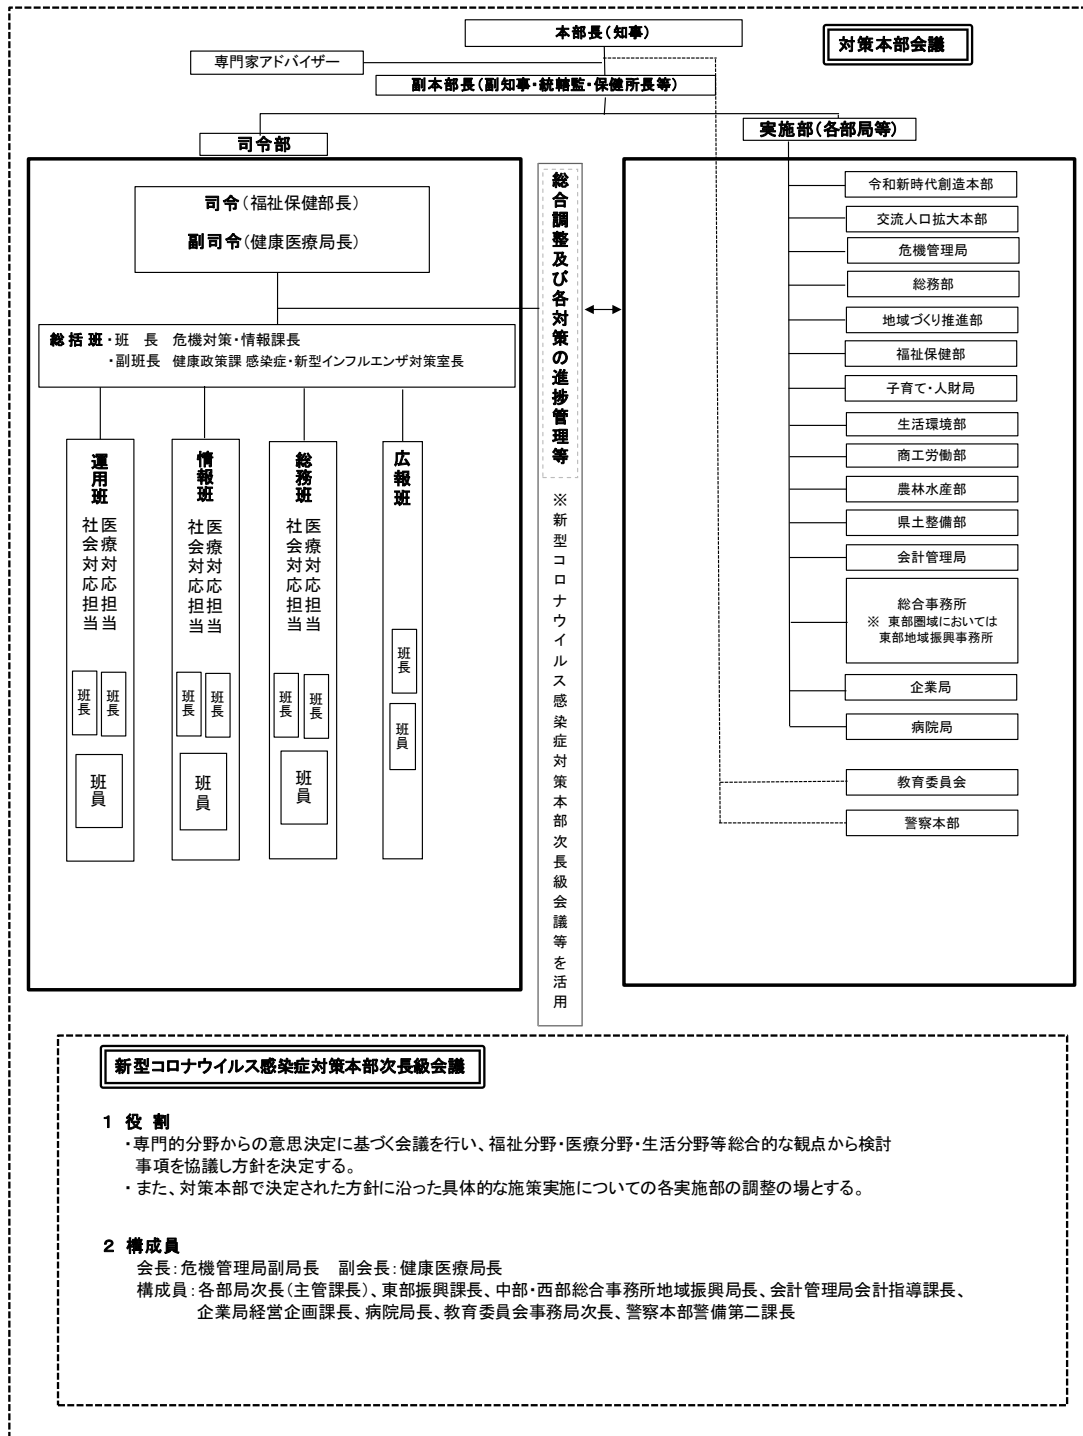 本部長（知事）
対策本部会議
専門家アドバイザー
副本部長（副知事・統轄監・保健所長等）
司令部
実施部（各部局等）
司令（福祉保健部長）
副司令（健康医療局長）
総括班・班　長　危機対策・情報課長
・副班長　健康政策課 感染症・新型インフルエンザ対策室長
運用班
医療対応担当
社会対応担当
班長
班長
班員
情報班
医療対応担当
社会対応担当
班長
班長
班員
総務班
医療対応担当
社会対応担当
班長
班長
班員
広報班
班長
班員
総合調整及び各対策の進捗管理等
※新型コロナウイルス感染症対策本部次長級会議等を活用
令和新時代創造本部
交流人口拡大本部
危機管理局
総務部
地域づくり推進部
福祉保健部
子育て・人財局
生活環境部
商工労働部
農林水産部
県土整備部
会計管理局
総合事務所
※ 東部圏域においては
東部地域振興事務所
企業局
病院局
教育委員会
警察本部
新型コロナウイルス感染症対策本部次長級会議
1 役 割
・専門的分野からの意思決定に基づく会議を行い、福祉分野・医療分野・生活分野等総合的な観点から検討
事項を協議し方針を決定する。
・また、対策本部で決定された方針に沿った具体的な施策実施についての各実施部の調整の場とする。
2 構成員
会長：危機管理局副局長　副会長：健康医療局長
構成員：各部局次長（主管課長）、東部振興課長、中部・西部総合事務所地域振興局長、会計管理局会計指導課長、
企業局経営企画課長、病院局長、教育委員会事務局次長、警察本部警備第二課長